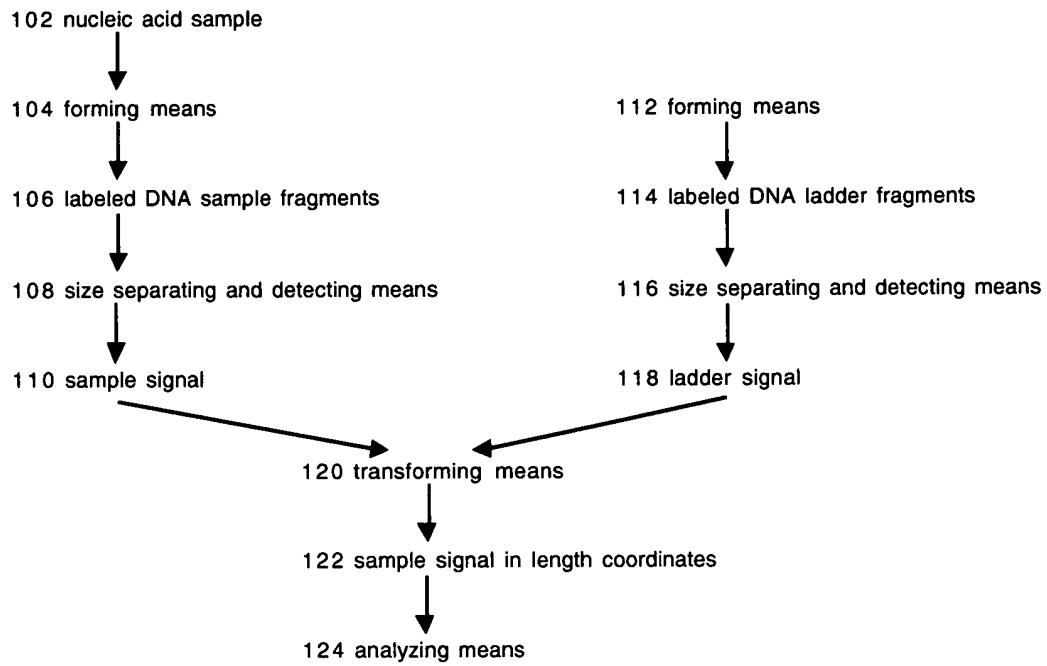 102 nucleic acid sample
104 forming means
112 forming means
106 labeled DNA sample fragments
114 labeled DNA ladder fragments
108 size separating and detecting means
116 size separating and detecting means
110 sample signal
118 ladder signal
120 transforming means
122 sample signal in length coordinates
124 analyzing means